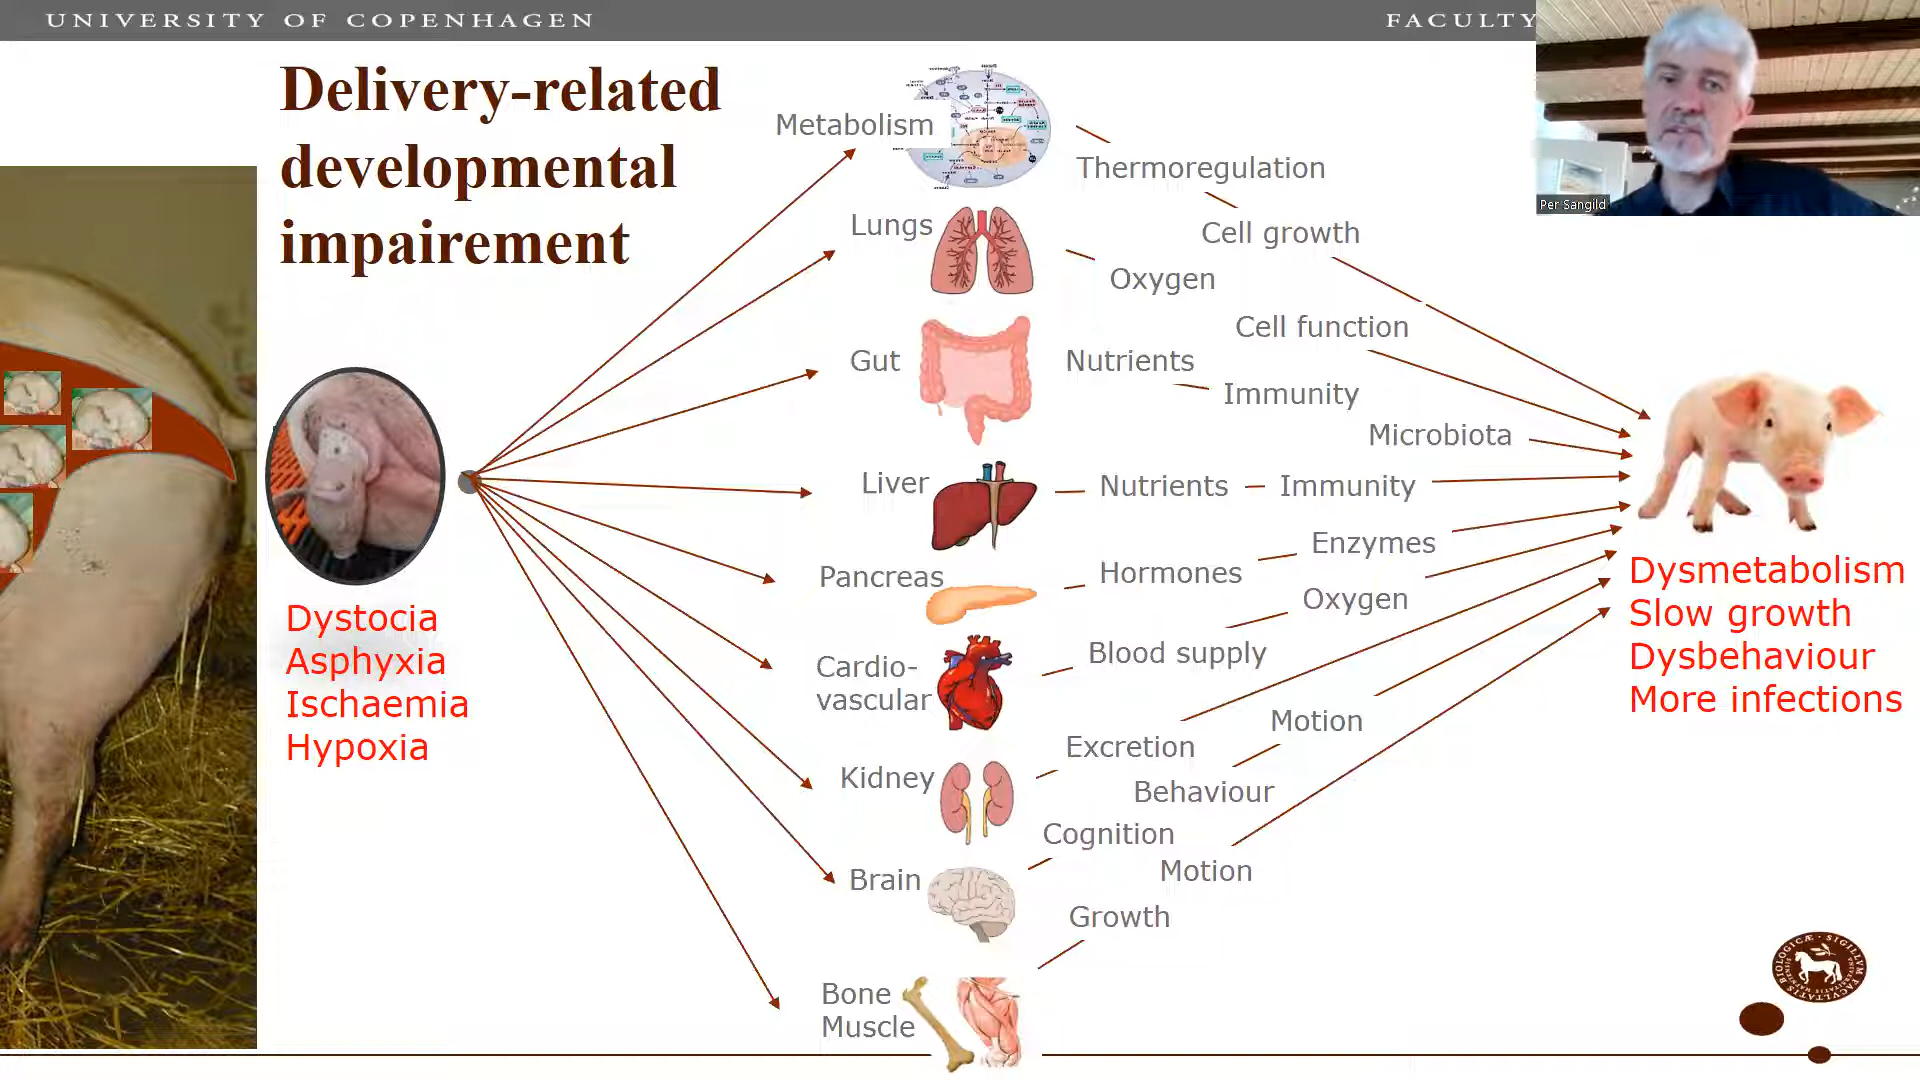 UNIVERSITY OF COPENHAGEN
FACULTY
Per Sangild
Delivery-related
developmental
impairement
Dystocia
Asphyxia
Ischaemia
Hypoxia
Metabolism
Lungs
Gut
Liver
Pancreas
Cardio-
vascular
Kidney
Brain
Bone
Muscle
Thermoregulation
Cell growth
Oxygen
Cell function
Nutrients
Immunity
Microbiota
Nutrients
Immunity
Enzymes
Hormones
Oxygen
Blood supply
Motion
Excretion
Behaviour
Cognition
Motion
Growth
Dysmetabolism
Slow growth
Dysbehaviour
More infections